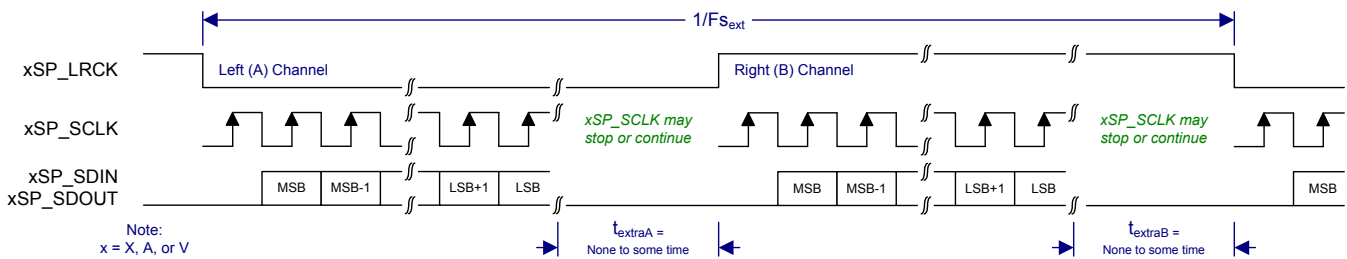 1/Fs_ext
xSP_LRCK
Left (A) Channel
Right (B) Channel
xSP_SCLK
xSP_SCLK may
stop or continue
xSP_SCLK may
stop or continue
xSP_SDIN
xSP_SDOUT
MSB MSB-1 LSB+1 LSB MSB MSB-1 LSB+1 LSB MSB
Note:
x = X, A, or V
t_extraA =
None to some time
t_extraB =
None to some time